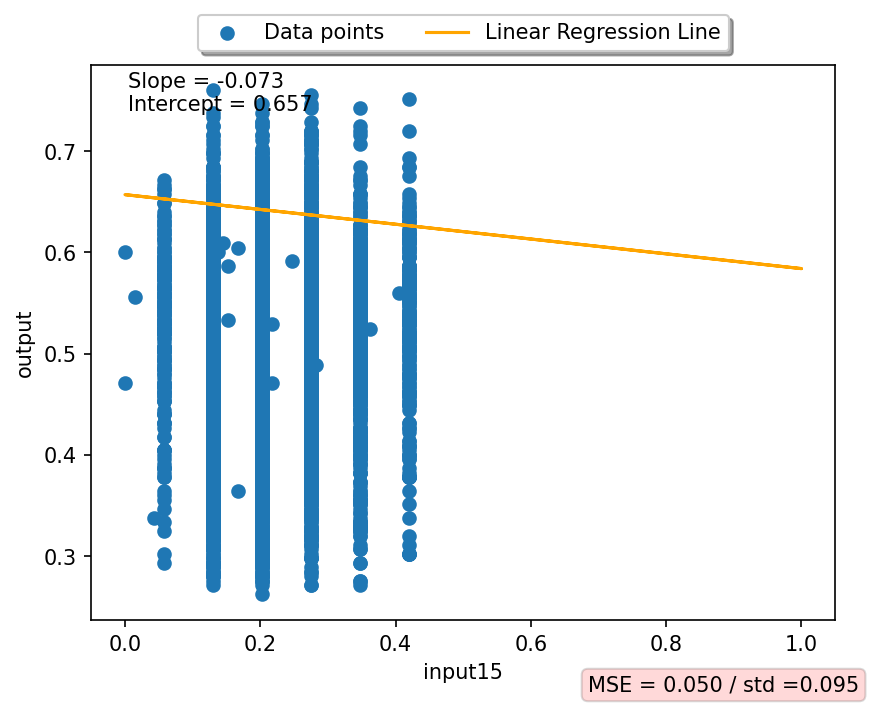 Data points
Linear Regression Line
Slope = -0.073
Intercept = 0.657
output
0.7
0.6
0.5
0.4
0.3
0.0
0.2
0.4
0.6
0.8
1.0
input15
MSE = 0.050 / std =0.095